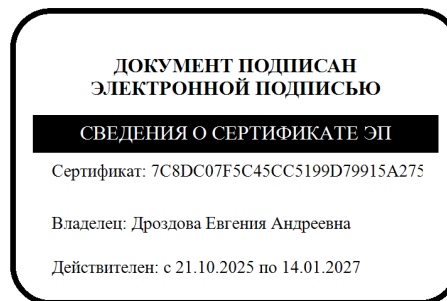 ДОКУМЕНТ ПОДПИСАН
ЭЛЕКТРОННОЙ ПОДПИСЬЮ
СВЕДЕНИЯ О СЕРТИФИКАТЕ ЭП
Сертификат: 7C8DC07F5C45CC5199D79915A275
Владелец: Дроздова Евгения Андреевна
Действителен: с 21.10.2025 по 14.01.2027